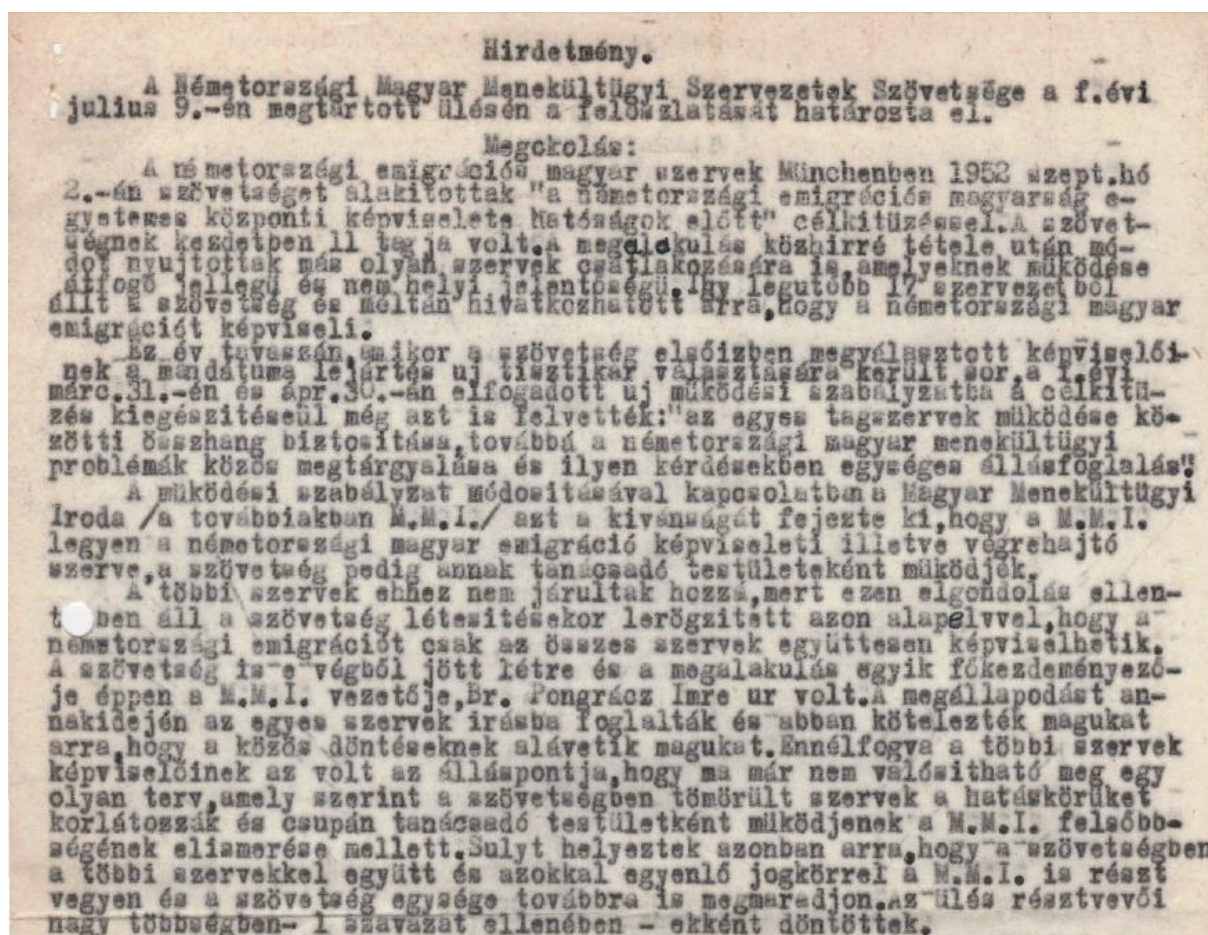 Hirdetmény.
A Németországi Magyar Menekültügyi Szervezetek Szövetsége a f.évi
julius 9.-én megtartott ülésén a feloszlatását határozta el.
Megokolás:
A németországi emigrációs magyar szervek Münchenben 1952 szept.hó
2.-án szövetséget alakitottak "a németországi emigrációs magyarság e-
gyetemes központi képviselete hatóságok előtt" célkitüzéssel.A szövet-
ségnek kezdetben 11 tagja volt.A megalakulás közhirré tétele után mó-
dot nyujtottak más olyan szervek csatlakozására is,amelyeknek működése
átfogó jellegü és nem helyi jelentőségü.Igy legutóbb 17 szervezetből
állt a szövetség és méltán hivatkozhatott arra,hogy a németországi magyar
emigrációt képviseli.
Ez év tavaszán,amikor a szövetség elsőizben megválasztott képviselői-
nek a mandátuma lejártés uj tisztikar választására került sor,a f.évi
márc.31.-én és ápr.30.-án elfogadott uj működési szabályzatba a célkitü-
zés kiegészitéseül még azt is felvették:"az egyes tagszervek müködése kö-
zötti összhang biztositása,továbbá a németországi magyar menekültügyi
problémák közös megtárgyalása és ilyen kérdésekben egységes állásfoglalás".
A müködési szabályzat módositásával kapcsolatbana Magyar Menekültügyi
Iroda /a továbbiakban M.M.I./ azt a kivánságát fejezte ki,hogy a M.M.I.
legyen a németországi magyar emigráció képviseleti illetve végrehajtó
szerve,a szövetség pedig annak tanácsadó testületeként müködjék.
A többi szervek ehhez nem járultak hozzá,mert ezen elgondolás ellen-
t ben áll a szövetség létesitésekor lerögzitett azon alapelvvel,hogy a
németországi emigrációt csak az összes szervek együttesen képviselhetik.
A szövetség is e végből jött létre és a megalakulás egyik főkezdeményező-
je éppen a M.M.I. vezetője,Br. Pongrácz Imre ur volt.A megállapodást an-
nakidején az egyes szervek irásba foglalták és abban kötelezték magukat
arra,hogy a közös döntéseknek alávetik magukat.Ennélfogva a többi szervek
képviselőinek az volt az álláspontja,hogy ma már nem valósitható meg egy
olyan terv,amely szerint a szövetségben tömörült szervek a hatáskörüket
korlátozzák és csupán tanácsadó testületként müködjenek a M.M.I. felsőbb-
ségének elismerése mellett.Sulyt helyeztek azonban arra,hogy a szövetségben
a többi szervekkel együtt és azokkal egyenlő jogkörrel a M.M.I. is részt
vegyen és a szövetség egysége továbbra is megmaradjon.Az ülés résztvevői
nagy többségben- 1 szavazat ellenében - ekként döntöttek.